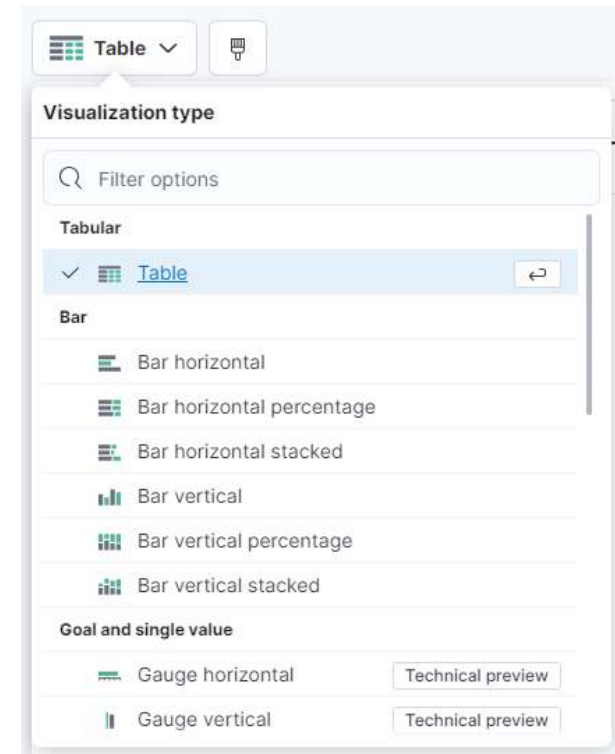 Table
Visualization type
Filter options
Tabular
Table
Bar
Bar horizontal
Bar horizontal percentage
Bar horizontal stacked
Bar vertical
Bar vertical percentage
Bar vertical stacked
Goal and single value
Gauge horizontal Technical preview
Gauge vertical Technical preview